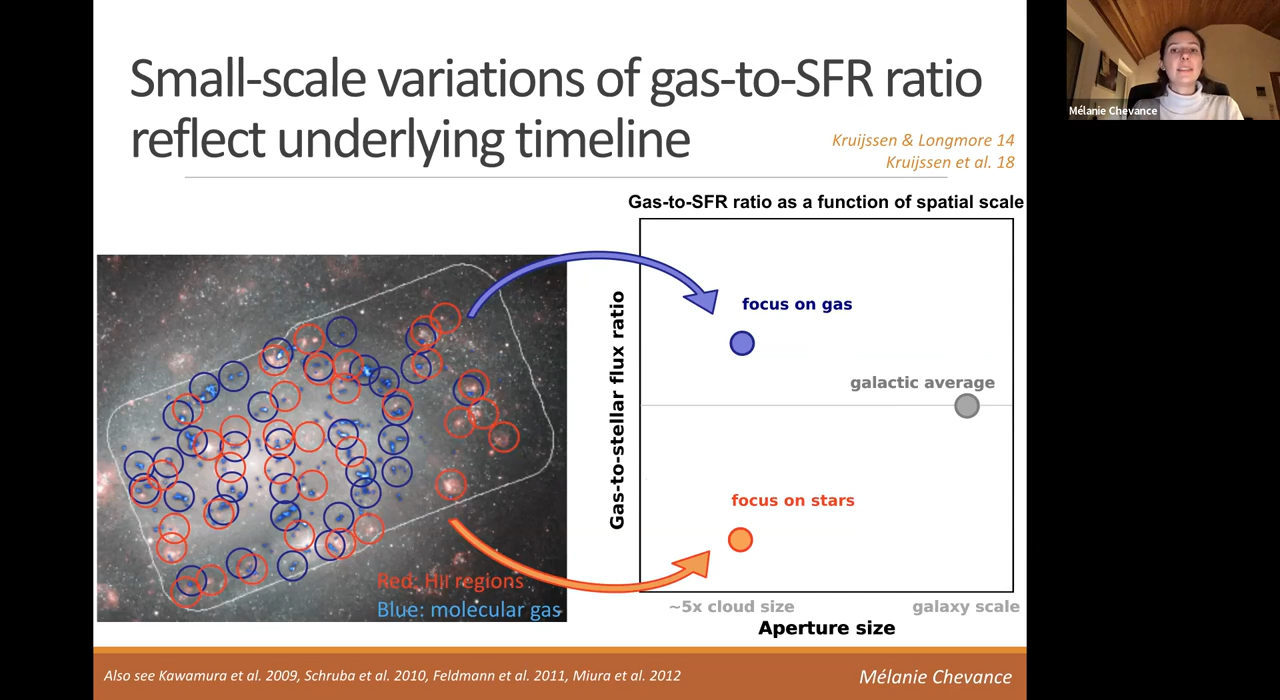 Small-scale variations of gas-to-SFR ratio
reflect underlying timeline
Kruijssen & Longmore 14
Kruijssen et al. 18
Mélanie Chevance
Gas-to-SFR ratio as a function of spatial scale
Gas-to-stellar flux ratio
focus on gas
galactic average
focus on stars
~5x cloud size
galaxy scale
Aperture size
Red: HII regions
Blue: molecular gas
Also see Kawamura et al. 2009, Schruba et al. 2010, Feldmann et al. 2011, Miura et al. 2012
Mélanie Chevance